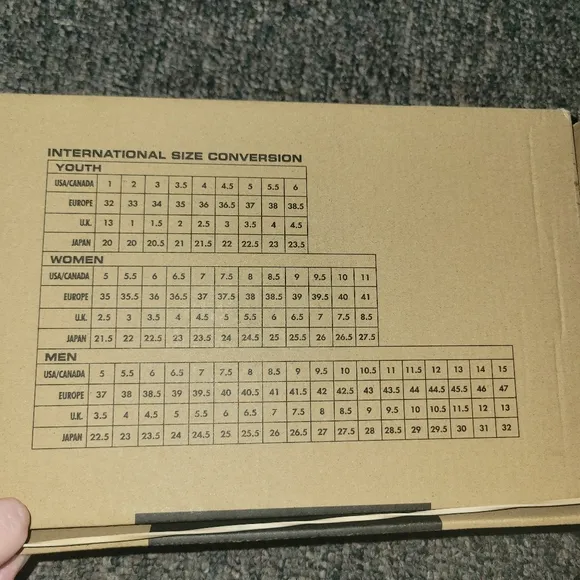 INTERNATIONAL SIZE CONVERSION
YOUTH
USA/CANADA 1 2 3 3.5 4 4.5 5 5.5 6
EUROPE 32 33 34 35 36 36.5 37 38 38.5
U.K. 13 1 1.5 2 2.5 3 3.5 4 4.5
JAPAN 20 20 20.5 21 21.5 22 22.5 23 23.5
WOMEN
USA/CANADA 5 5.5 6 6.5 7 7.5 8 8.5 9 9.5 10 11
EUROPE 35 35.5 36 36.5 37 37.5 38 38.5 39 39.5 40 41
U.K. 2.5 3 3.5 4 4.5 5 5.5 6 6.5 7 7.5 8.5
JAPAN 21.5 22 22.5 23 23.5 24 24.5 25 25.5 26 26.5 27.5
MEN
USA/CANADA 5 5.5 6 6.5 7 7.5 8 8.5 9 9.5 10 10.5 11 11.5 12 13 14 15
EUROPE 37 38 38.5 39 39.5 40 40.5 41 41.5 42 42.5 43 43.5 44 44.5 45.5 46 47
U.K. 3.5 4 4.5 5 5.5 6 6.5 7 7.5 8 8.5 9 9.5 10 10.5 11.5 12 13
JAPAN 22.5 23 23.5 24 24.5 25 25.5 26 26.5 27 27.5 28 28.5 29 29.5 30 31 32